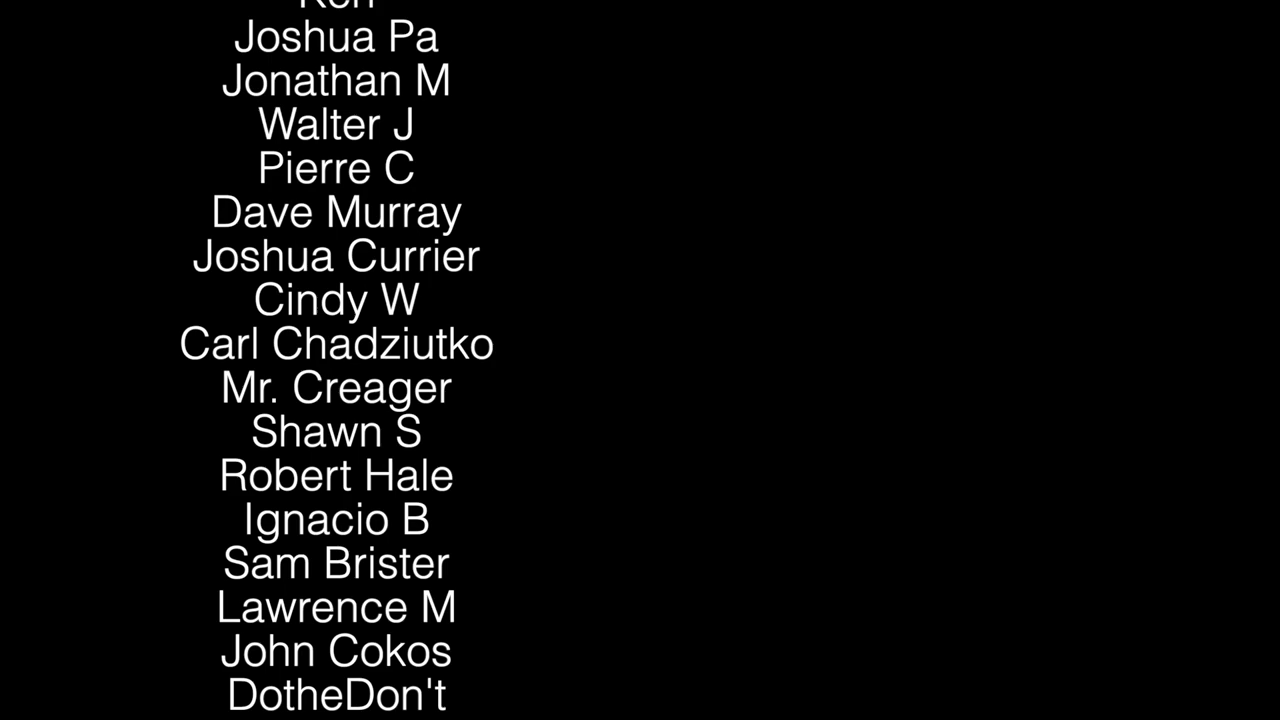 Joshua Pa
Jonathan M
Walter J
Pierre C
Dave Murray
Joshua Currier
Cindy W
Carl Chadziutko
Mr. Creager
Shawn S
Robert Hale
Ignacio B
Sam Brister
Lawrence M
John Cokos
DotheDon't